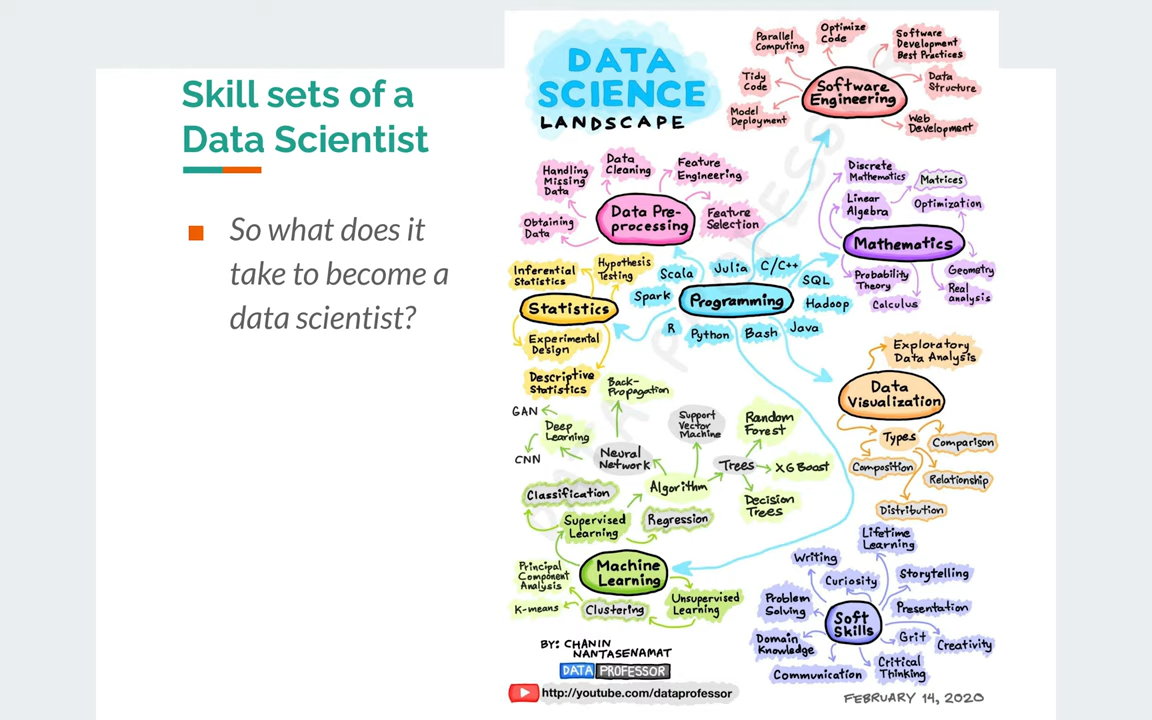 Skill sets of a
Data Scientist
■ So what does it
take to become a
data scientist?
DATA
SCIENCE
LANDSCAPE
Parallel
Computing
Optimize
Code
Software
Development
Best Practices
Tidy
Code
Software
Engineering
Data
Structure
Model
Deployment
Web
Development
Handling
Missing
Data
Data
Cleaning
Feature
Engineering
Obtaining
Data
Data Pre-
processing
Feature
Selection
Discrete
Mathematics
Matrices
Linear
Algebra
Optimization
Mathematics
Probability
Theory
Geometry
Calculus
Real
analysis
Inferential
Statistics
Hypothesis
Testing
Statistics
Experimental
Design
Descriptive
Statistics
Scala
Julia
C/C++
SQL
Spark
Programming
Hadoop
R
Python
Bash
Java
Exploratory
Data Analysis
Data
Visualization
Types
Comparison
Composition
Relationship
Distribution
Back-
Propagation
GAN
Deep
Learning
CNN
Neural
Network
Support
Vector
Machine
Random
Forest
Trees
XGBoost
Decision
Trees
Algorithm
Classification
Supervised
Learning
Regression
Machine
Learning
Principal
Component
Analysis
K-means
Clustering
Unsupervised
Learning
Lifetime
Learning
Writing
Curiosity
Storytelling
Problem
Solving
Presentation
Soft
Skills
Grit
Creativity
Domain
Knowledge
Critical
Thinking
Communication
BY: CHANIN
NANTASENAMAT
DATA PROFESSOR
http://youtube.com/dataprofessor
FEBRUARY 14, 2020